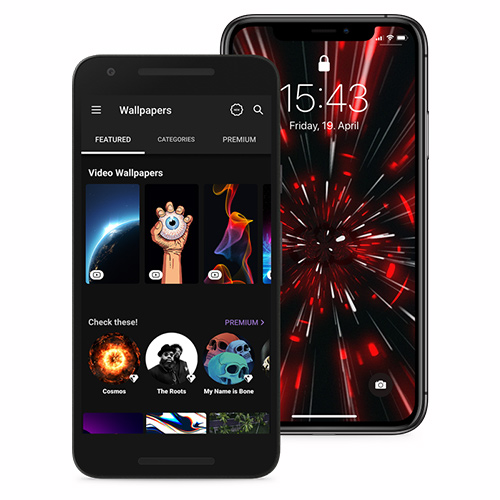 Wallpapers
FEATURED CATEGORIES PREMIUM
Video Wallpapers
Check these! PREMIUM >
Cosmos The Roots My Name is Bone
15:43
Friday, 19. April